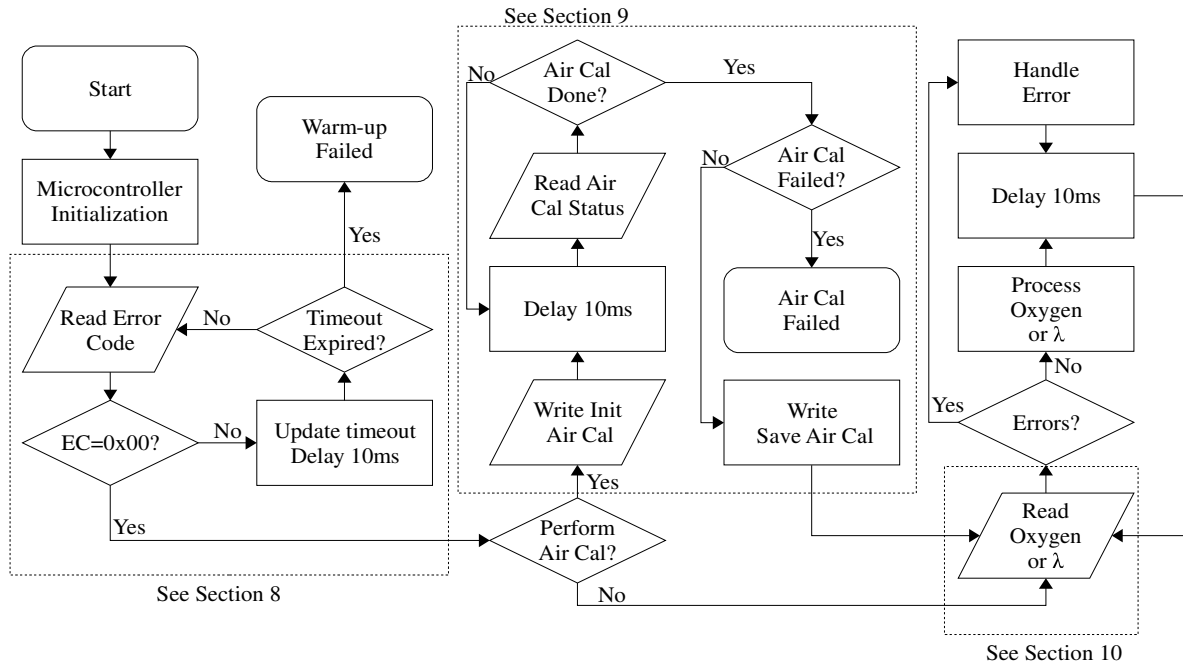 See Section 9
Start
Microcontroller
Initialization
Warm-up
Failed
Yes
Read Error
Code
No
Timeout
Expired?
EC=0x00?
No
Update timeout
Delay 10ms
Yes
See Section 8
No
Air Cal
Done?
Yes
Read Air
Cal Status
Delay 10ms
Write Init
Air Cal
Yes
Perform
Air Cal?
No
No
Air Cal
Failed?
Yes
Air Cal
Failed
Write
Save Air Cal
Handle
Error
Delay 10ms
Process
Oxygen
or λ
No
Yes
Errors?
Read
Oxygen
or λ
See Section 10